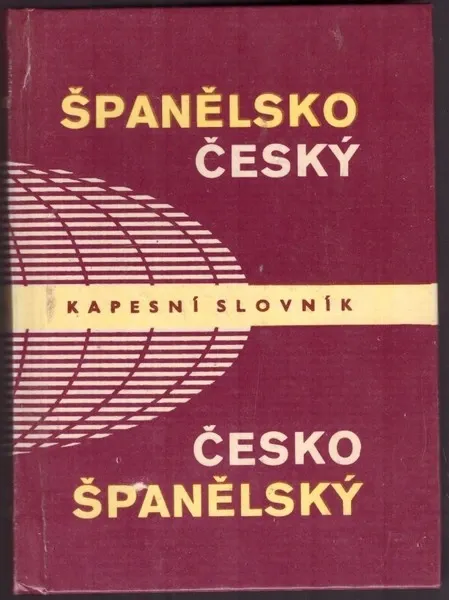 ŠPANĚLSKO
ČESKÝ
KAPESNÍ SLOVNÍK
ČESKO
ŠPANĚLSKÝ